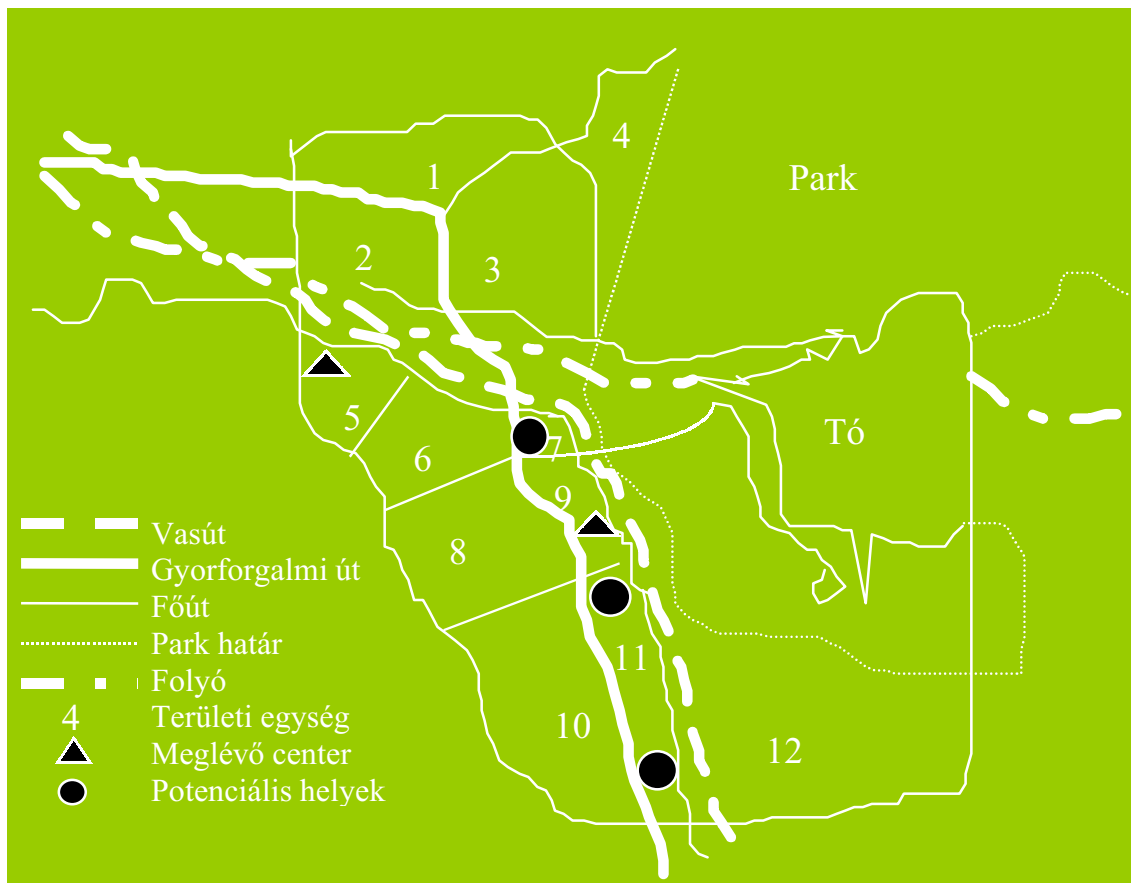 4
Park
1
2
3
Tó
5
6
7
9
8
11
10
12
Vasút
Gyorforgalmi út
Főút
Park határ
Folyó
4 Területi egység
Meglévő center
Potenciális helyek